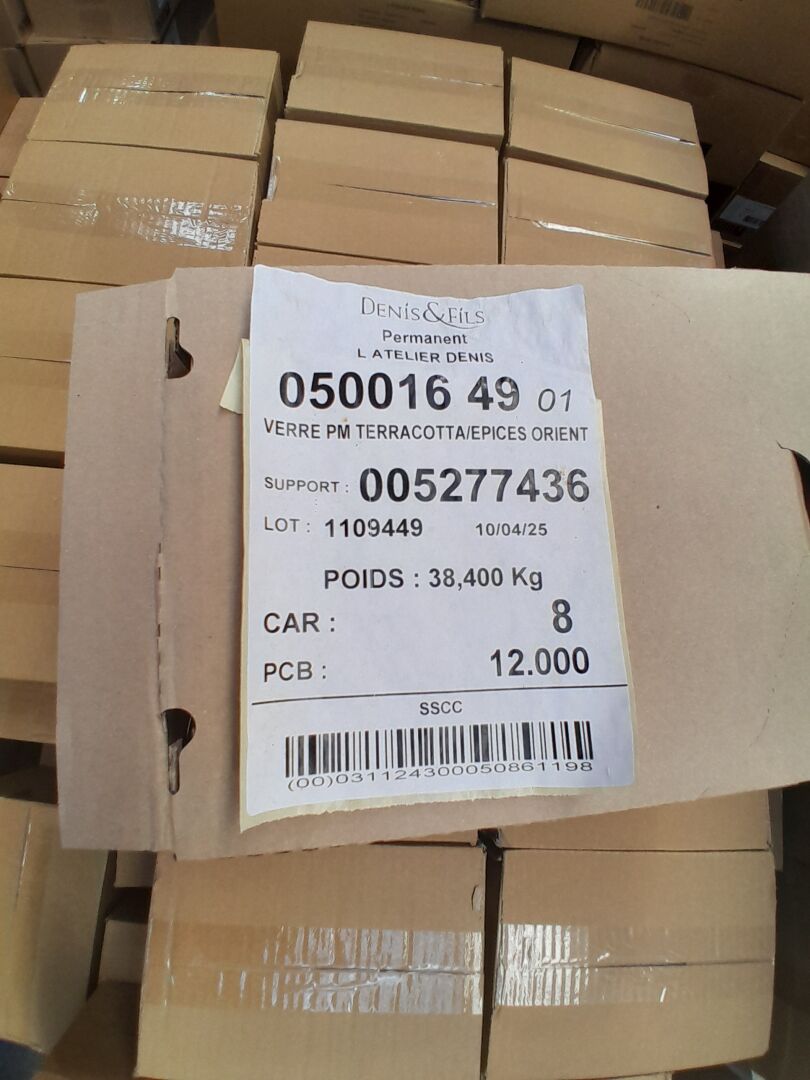 DENIS&FILS
Permanent
L ATELIER DENIS
050016 49 01
VERRE PM TERRACOTTA/EPICES ORIENT
SUPPORT : 005277436
LOT : 1109449 10/04/25
POIDS : 38,400 Kg
CAR : 8
PCB : 12.000
SSCC
(00)031124300050861198